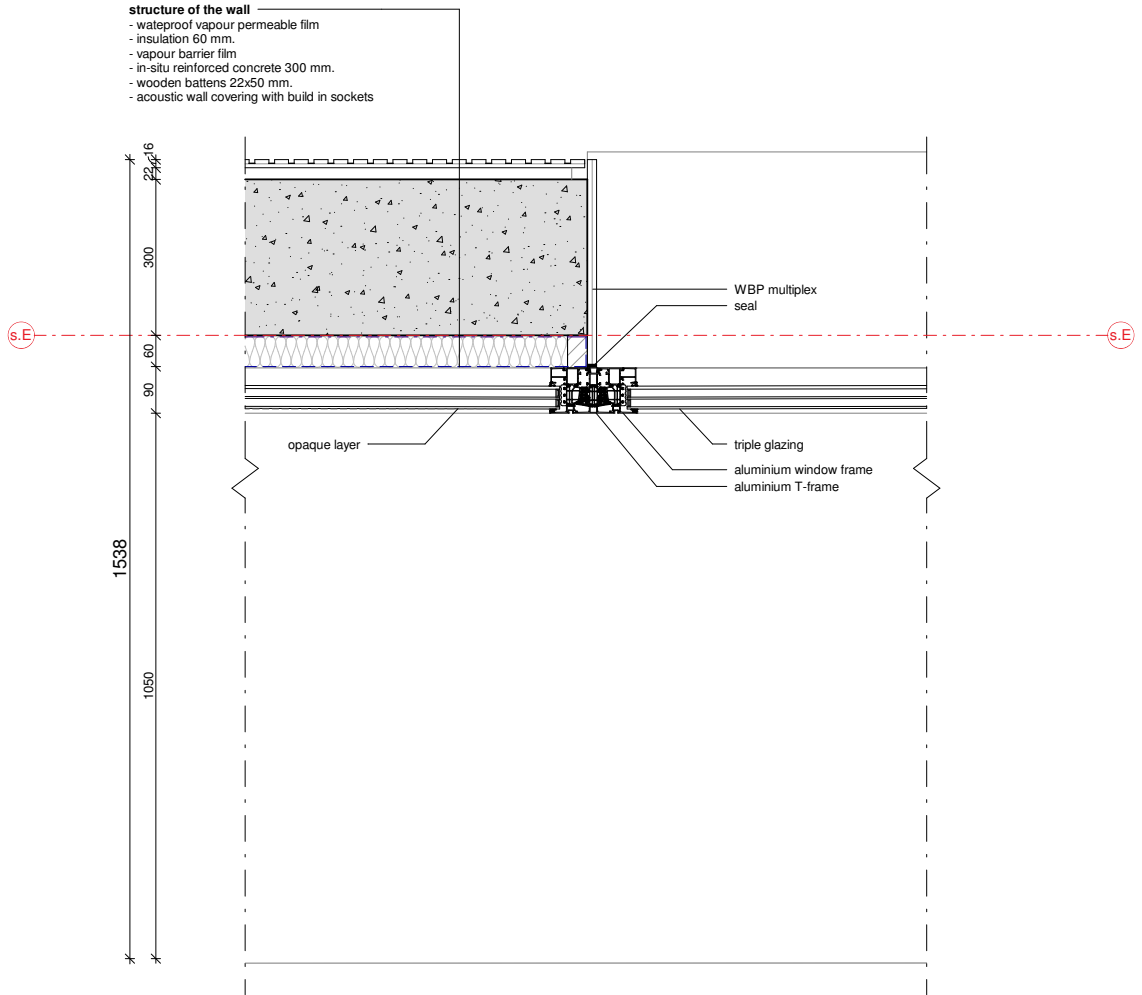 structure of the wall
- wateproof vapour permeable film
- insulation 60 mm.
- vapour barrier film
- in-situ reinforced concrete 300 mm.
- wooden battens 22x50 mm.
- acoustic wall covering with build in sockets
16
22
300
WBP multiplex
seal
s.E
s.E
60
90
opaque layer
triple glazing
aluminium window frame
aluminium T-frame
1538
1050